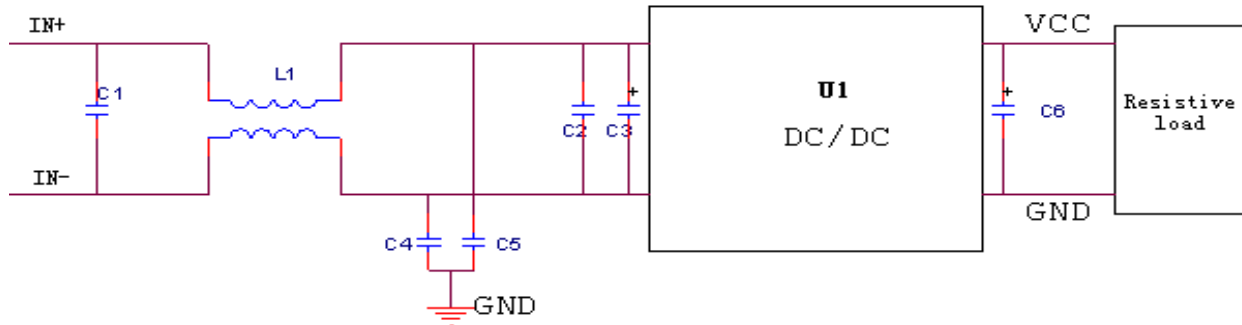 IN+
VCC
L1
C1
U1
C2
C3
+
DC/DC
+
C6
Resistive
load
IN-
GND
C4
C5
GND